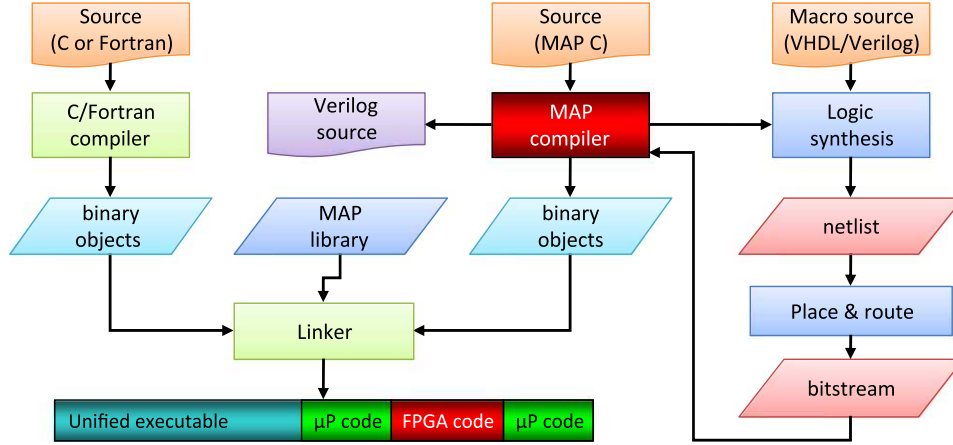 Source
(C or Fortran)
Source
(MAP C)
Macro source
(VHDL/Verilog)
C/Fortran
compiler
Verilog
source
MAP
compiler
Logic
synthesis
binary
objects
MAP
library
binary
objects
netlist
Linker
Place & route
bitstream
Unified executable
µP code
FPGA code
µP code